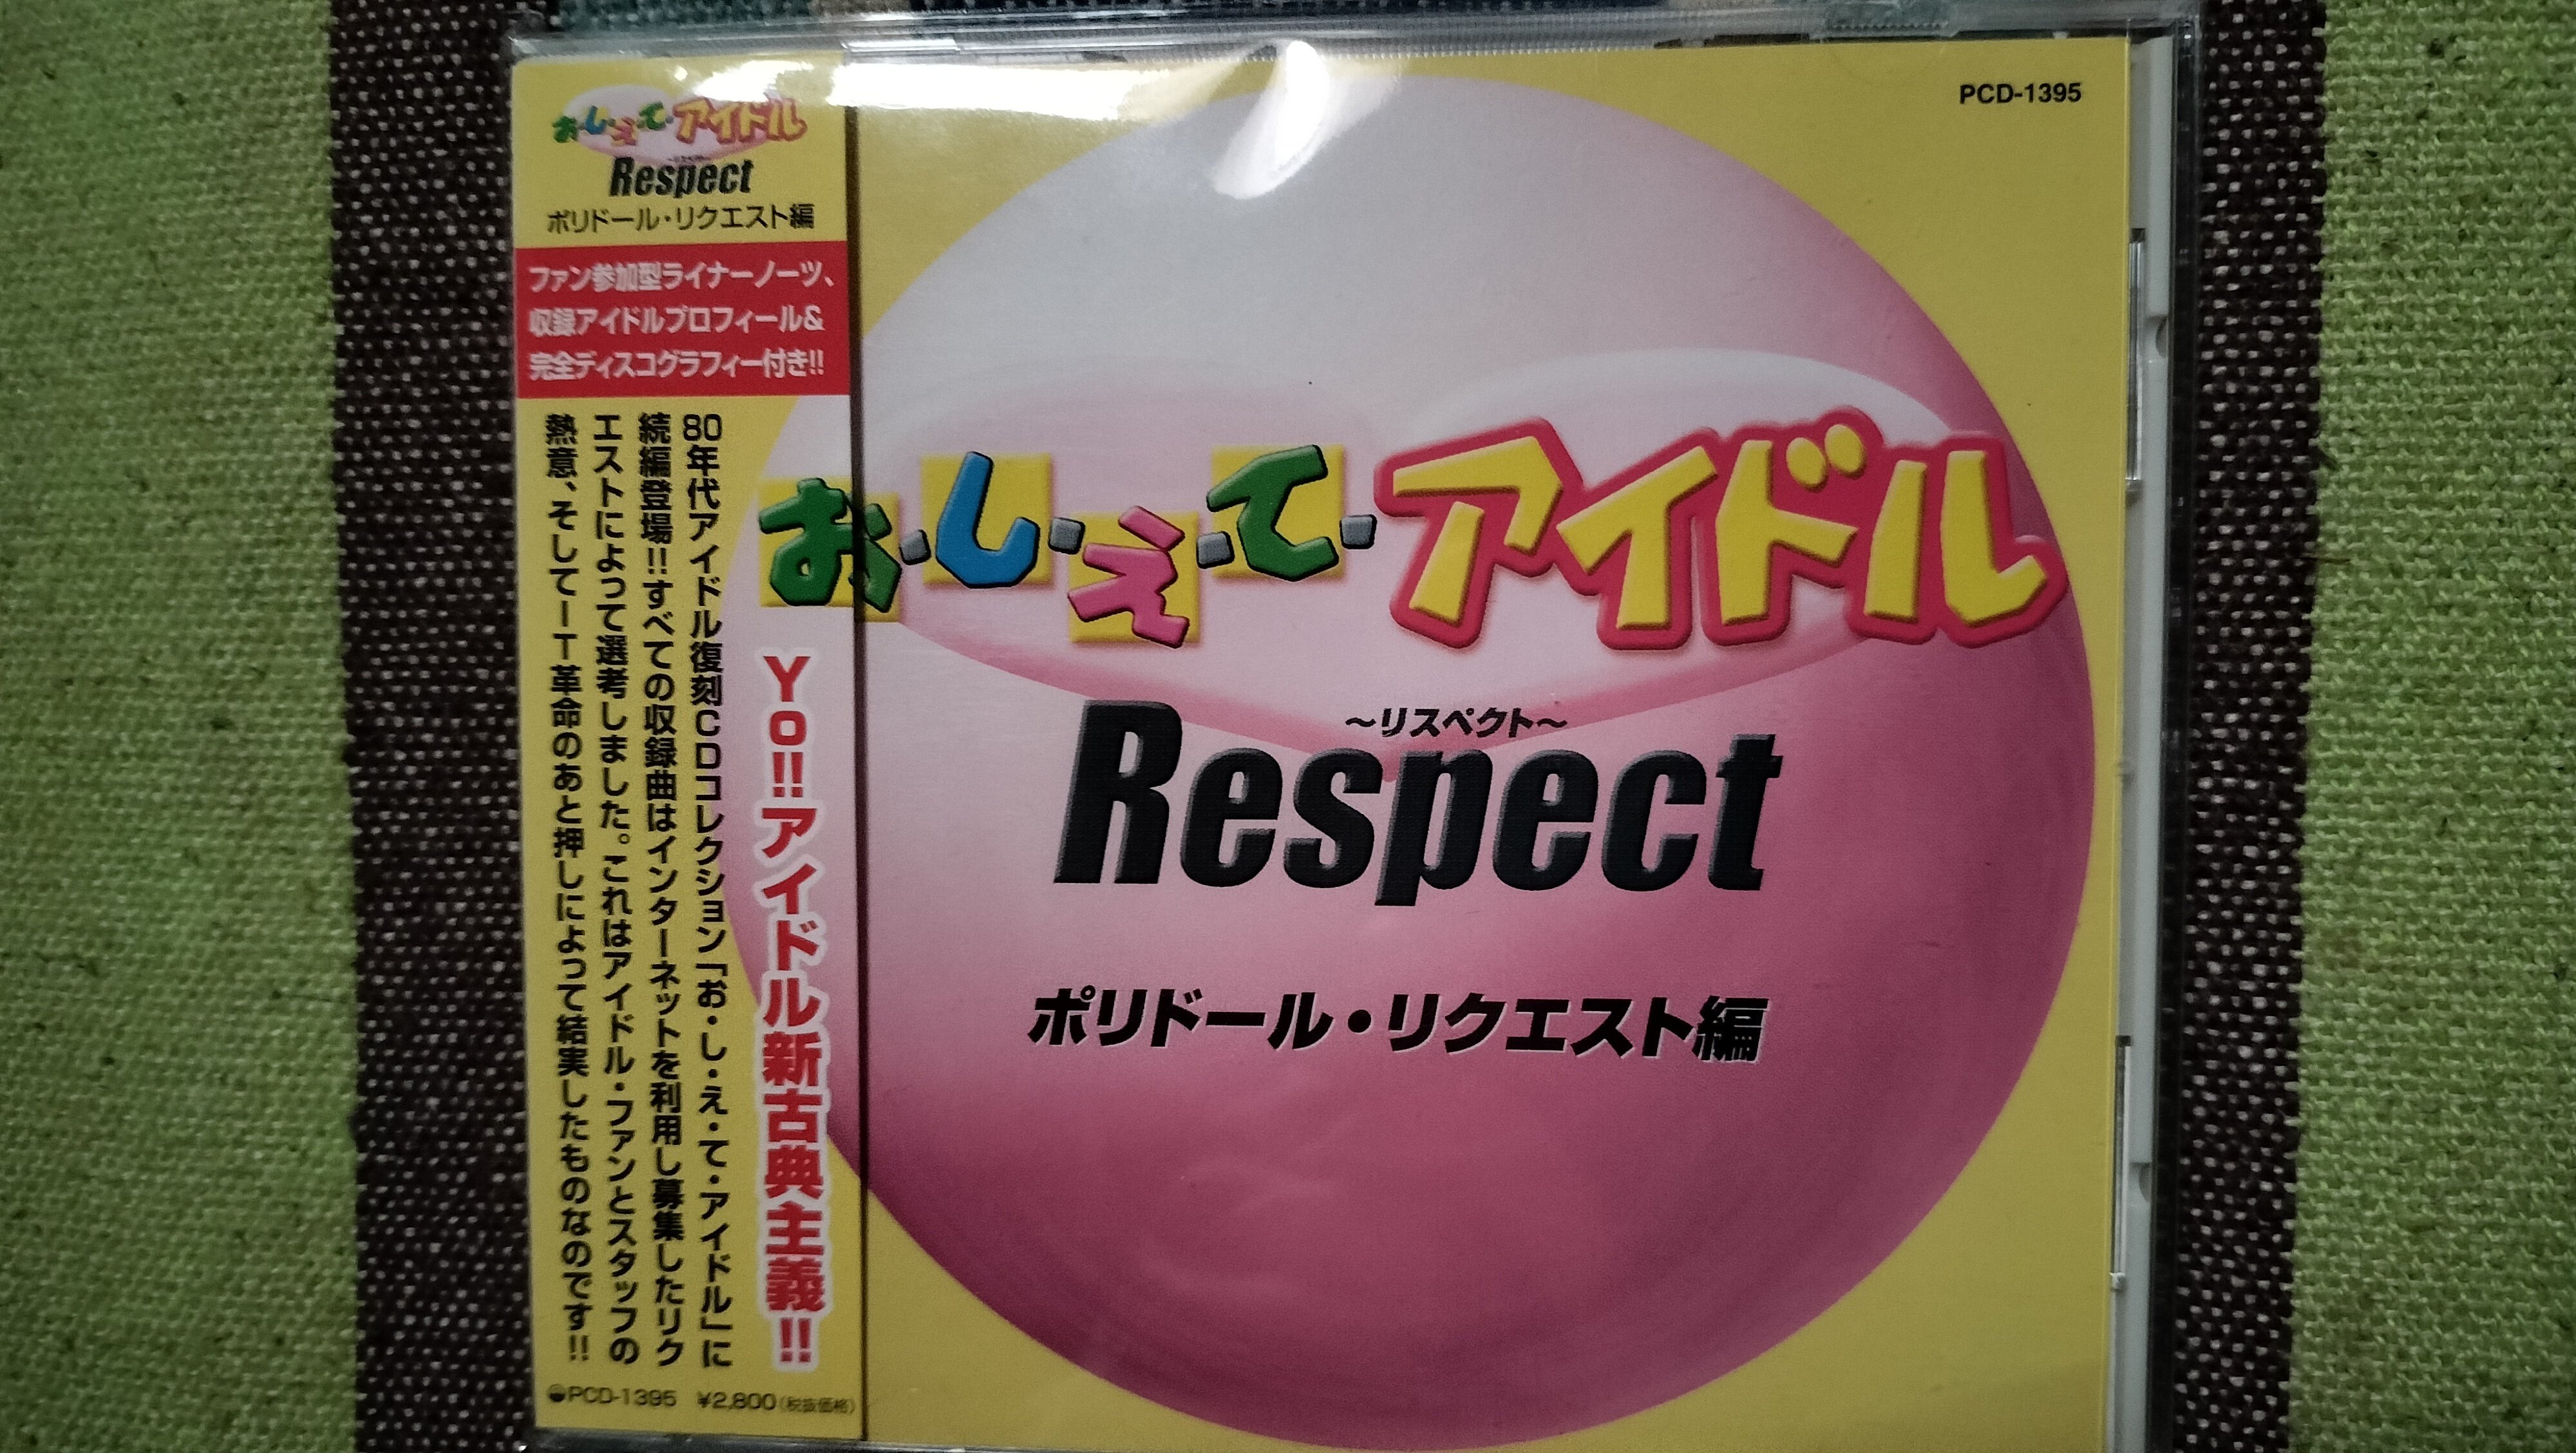 お・し・え・て・アイドル
～リスペクト～
Respect
ポリドール・リクエスト編
ファン参加型ライナーノーツ、
収録アイドルプロフィール&
完全ディスコグラフィー付き!!
Yo!!アイドル新古典主義!!
80年代アイドル復刻CDコレクション「お・し・え・て・アイドル」に
続編登場!!すべての収録曲はインターネットを利用し募集したリク
エストによって選考しました。これはアイドル・ファンとスタッフの
熱意、そしてIT革命のあと押しによって結実したものなのです!!
●PCD-1395 ¥2,800(税抜価格)
PCD-1395
お・し・え・て・アイドル
～リスペクト～
Respect
ポリドール・リクエスト編